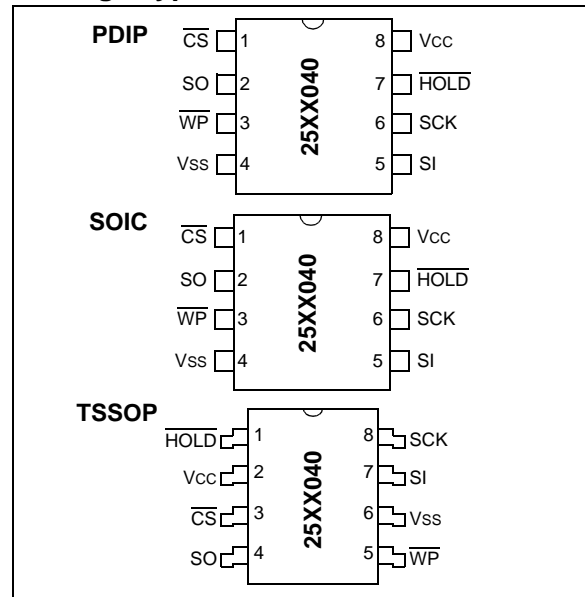 PDIP
CS 1 8 Vcc
SO 2 7 HOLD
WP 3 6 SCK
Vss 4 5 SI
25XX040
SOIC
CS 1 8 Vcc
SO 2 7 HOLD
WP 3 6 SCK
Vss 4 5 SI
25XX040
TSSOP
HOLD 1 8 SCK
Vcc 2 7 SI
CS 3 6 Vss
SO 4 5 WP
25XX040